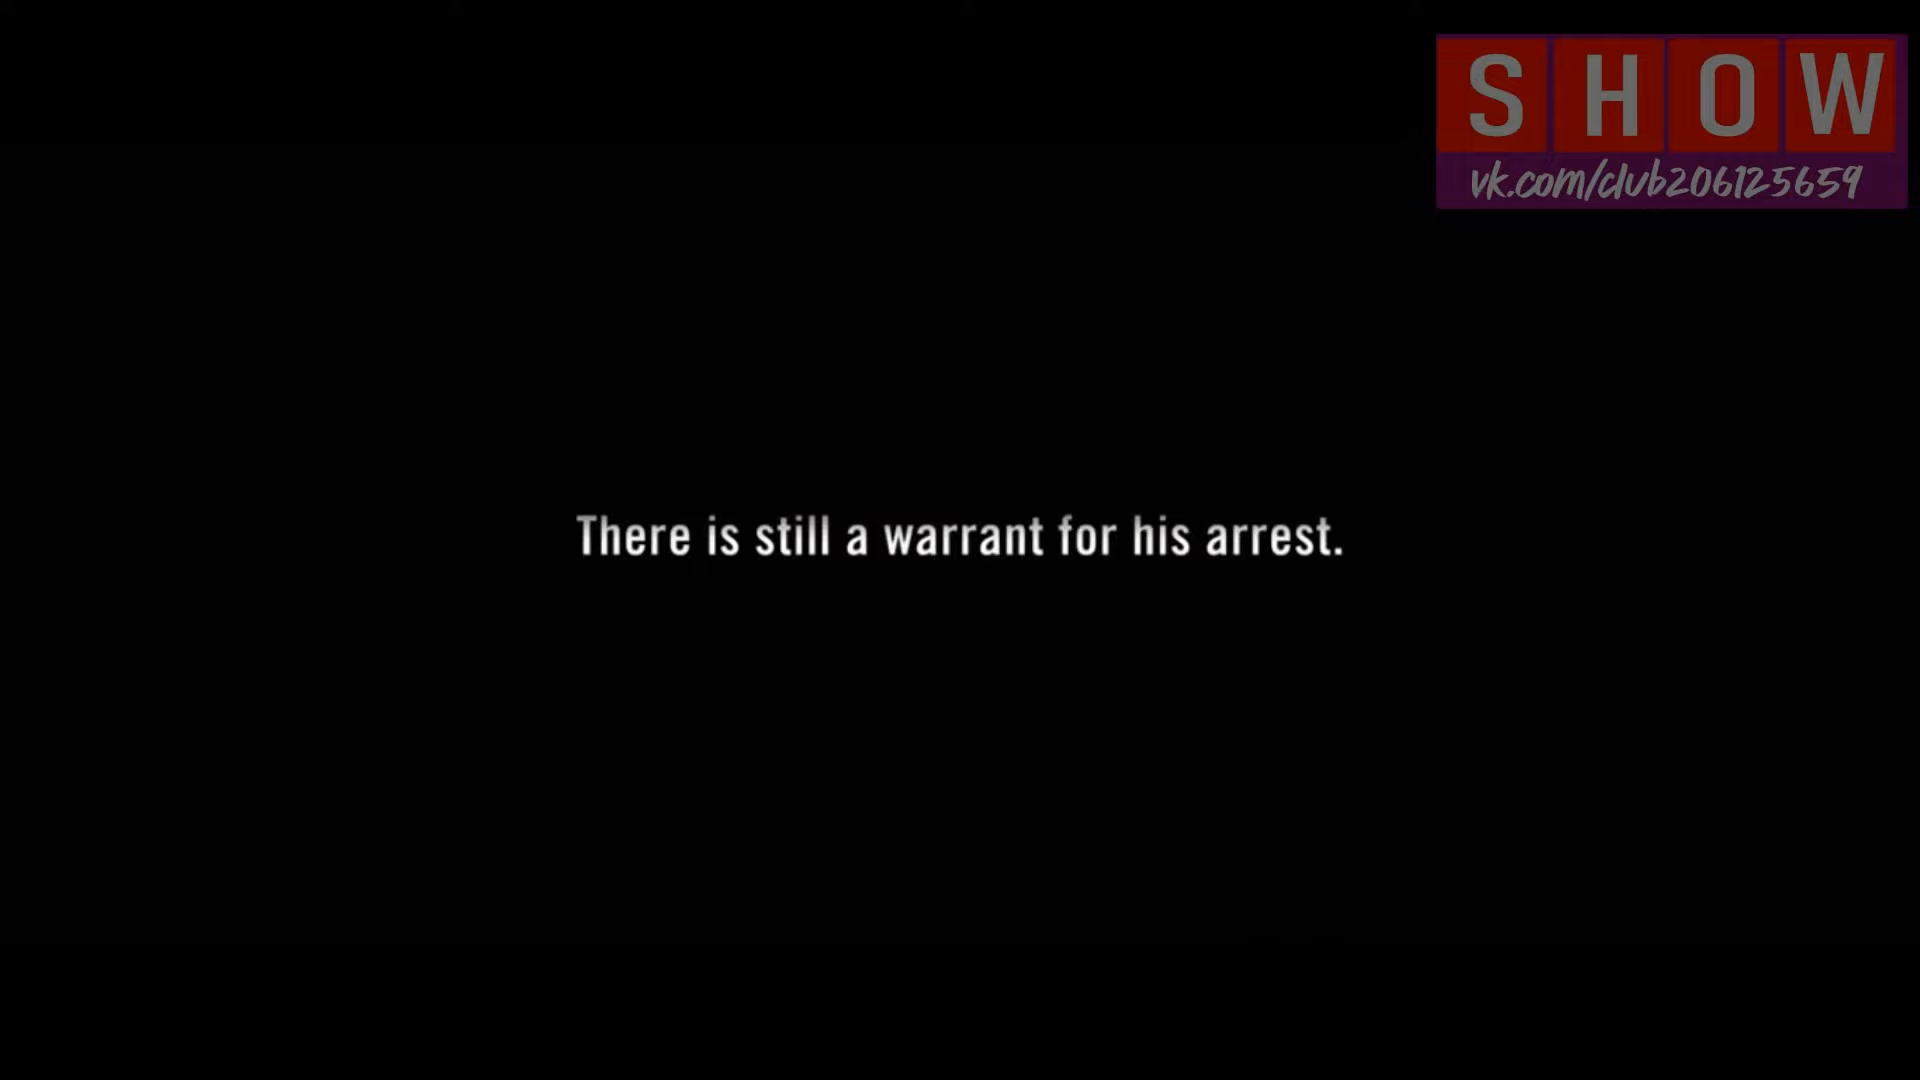 SHOW
vk.com/club206125659
There is still a warrant for his arrest.